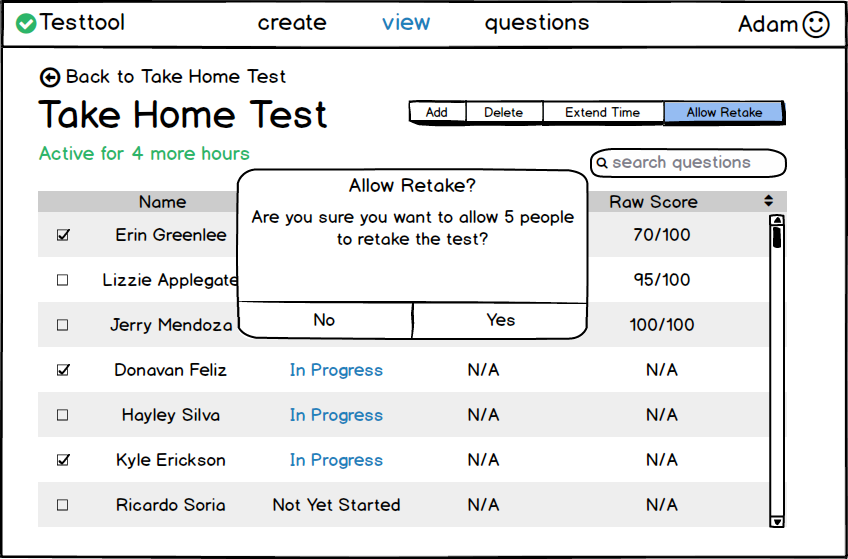 Testtool create view questions Adam
Back to Take Home Test
Take Home Test
Add Delete Extend Time Allow Retake
Active for 4 more hours
search questions
Name Raw Score
Allow Retake?
Are you sure you want to allow 5 people
to retake the test?
No Yes
Erin Greenlee 70/100
Lizzie Applegate 95/100
Jerry Mendoza 100/100
Donavan Feliz In Progress N/A N/A
Hayley Silva In Progress N/A N/A
Kyle Erickson In Progress N/A N/A
Ricardo Soria Not Yet Started N/A N/A